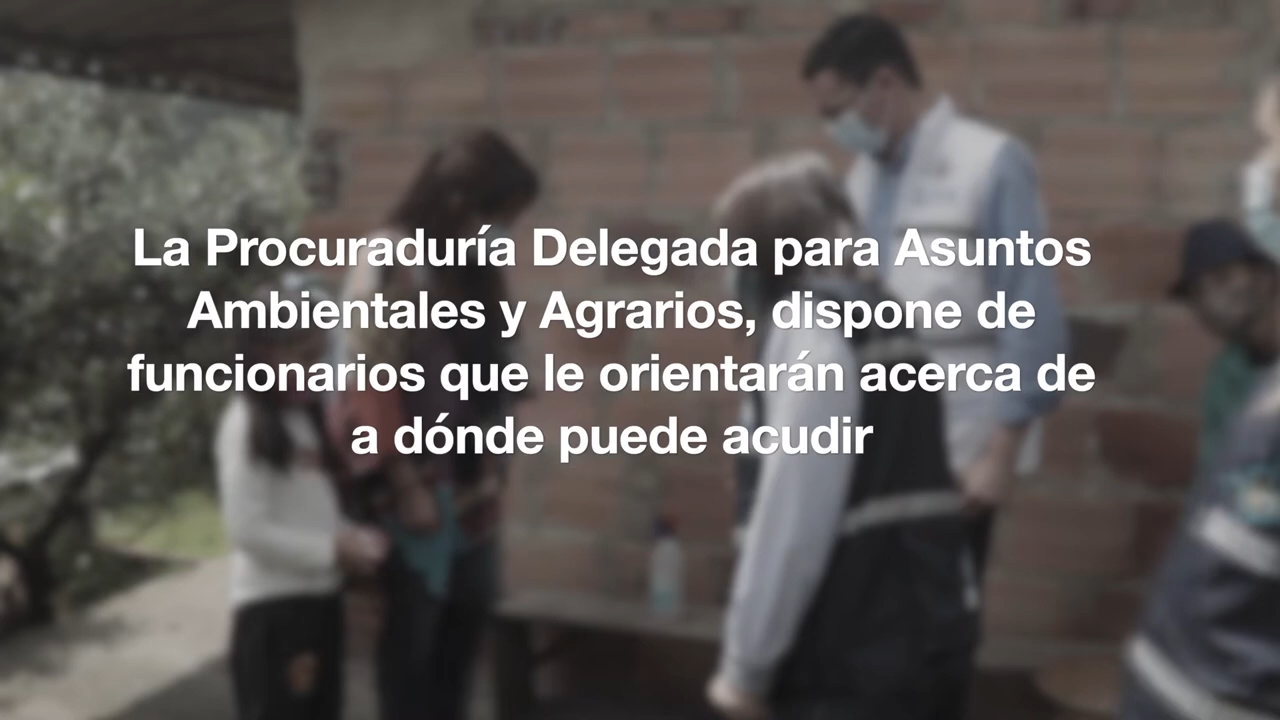 La Procuraduría Delegada para Asuntos
Ambientales y Agrarios, dispone de
funcionarios que le orientarán acerca de
a dónde puede acudir